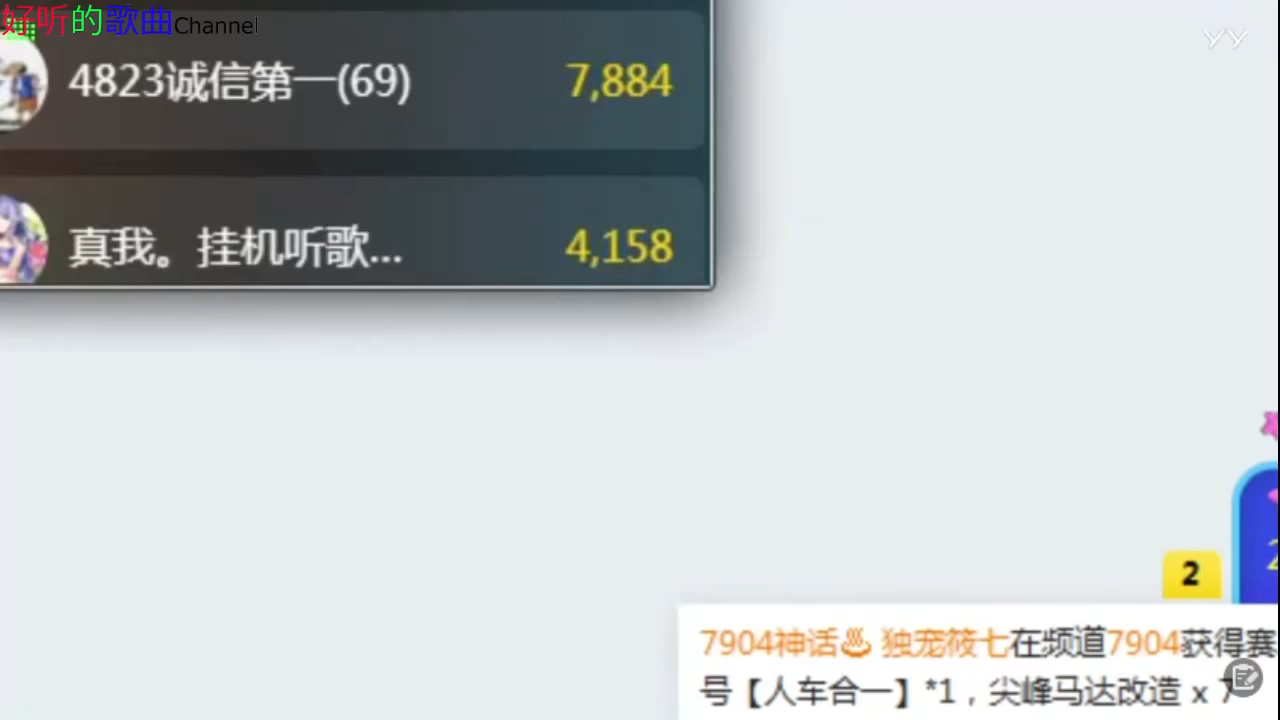 好听的歌曲Channel
YY
4823诚信第一(69) 7,884
真我。挂机听歌... 4,158
2
7904神话♨ 独宠筱七在频道7904获得赛
号【人车合一】*1，尖峰马达改造 x 7